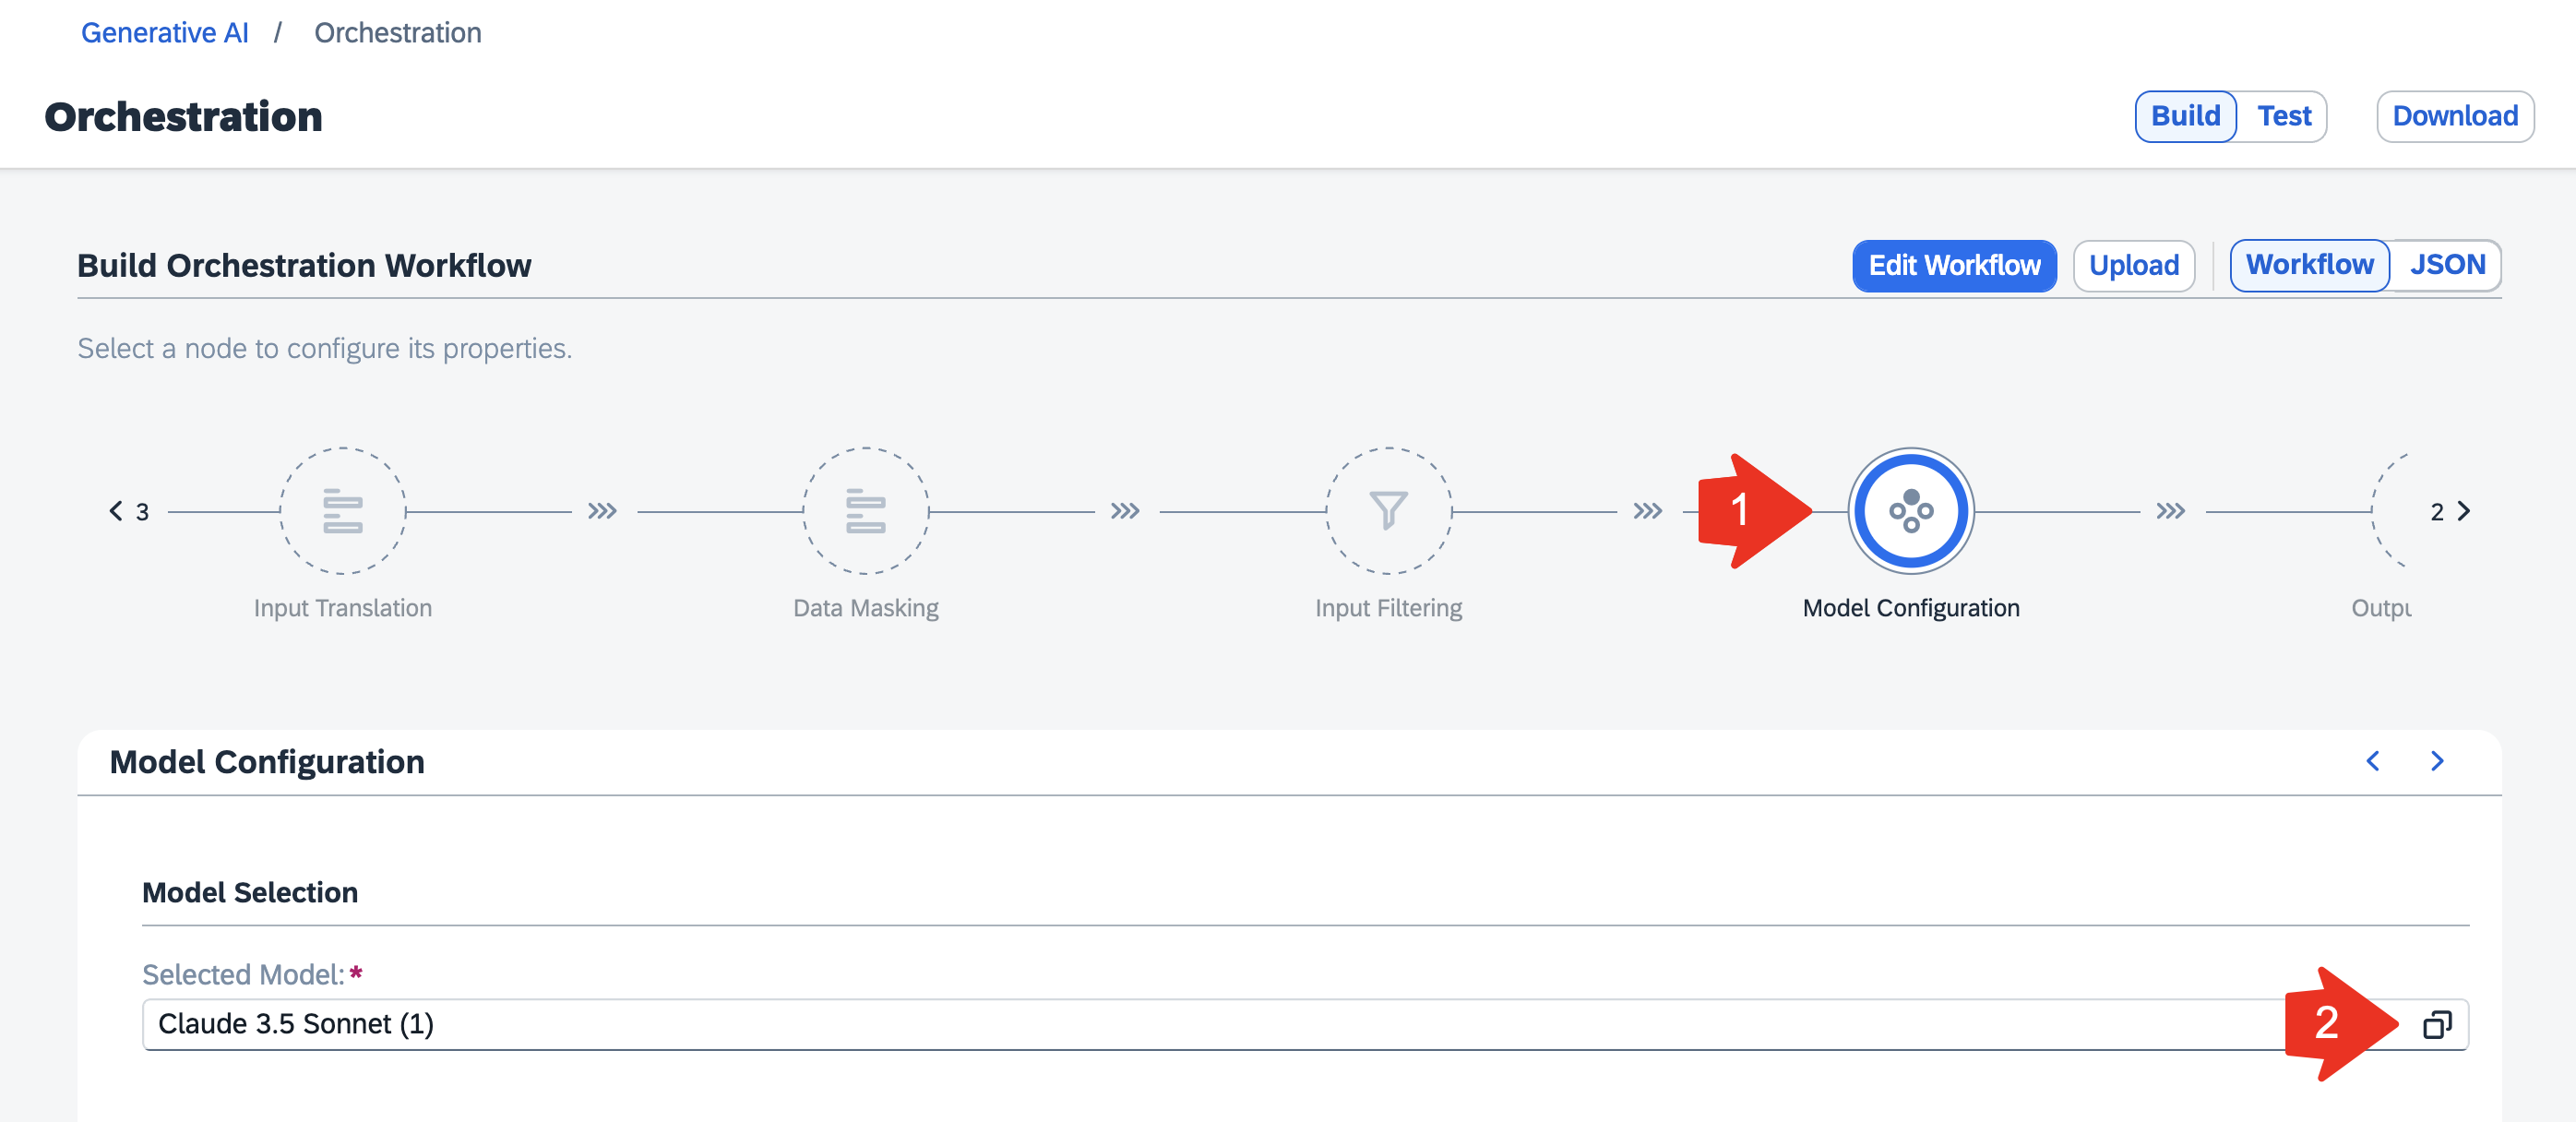 Generative AI / Orchestration
Orchestration
Build Test Download
Build Orchestration Workflow
Edit Workflow Upload Workflow JSON
Select a node to configure its properties.
3 1 2
Input Translation Data Masking Input Filtering Model Configuration Outpu
Model Configuration
Model Selection
Selected Model:*
Claude 3.5 Sonnet (1) 2